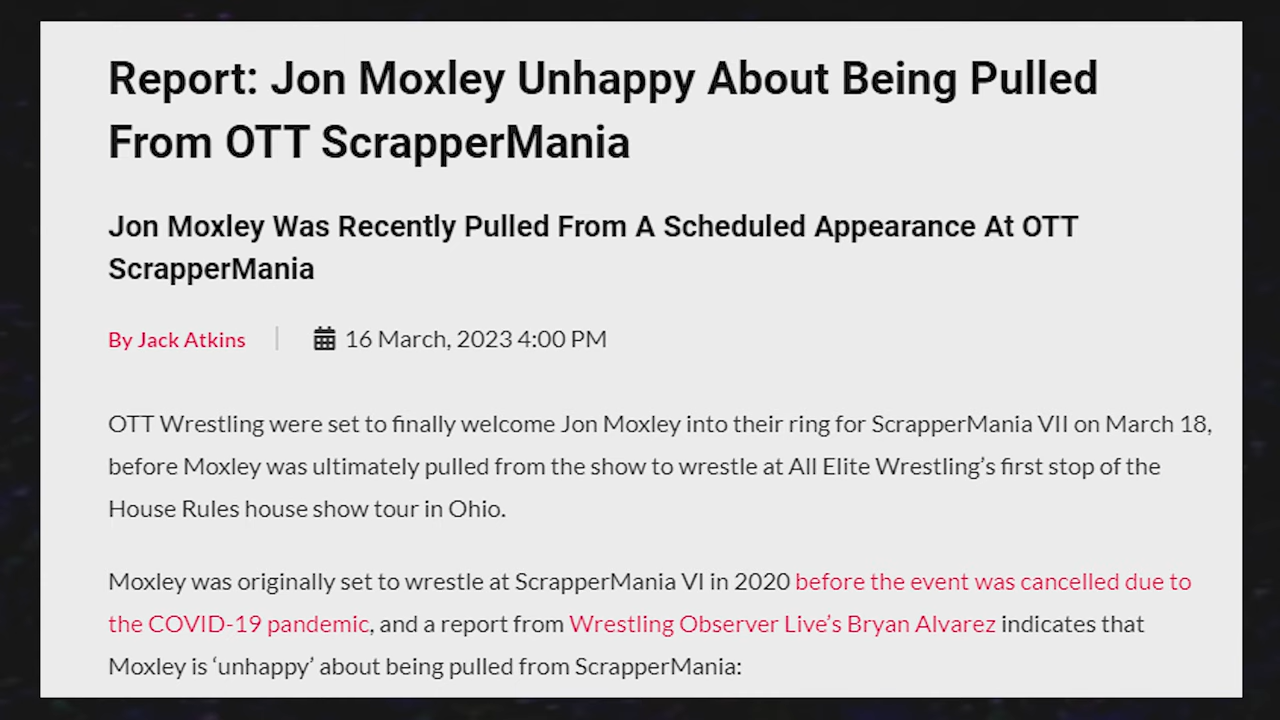 Report: Jon Moxley Unhappy About Being Pulled
From OTT ScrapperMania
Jon Moxley Was Recently Pulled From A Scheduled Appearance At OTT
ScrapperMania
By Jack Atkins | 16 March, 2023 4:00 PM
OTT Wrestling were set to finally welcome Jon Moxley into their ring for ScrapperMania VII on March 18,
before Moxley was ultimately pulled from the show to wrestle at All Elite Wrestling’s first stop of the
House Rules house show tour in Ohio.
Moxley was originally set to wrestle at ScrapperMania VI in 2020 before the event was cancelled due to
the COVID-19 pandemic, and a report from Wrestling Observer Live’s Bryan Alvarez indicates that
Moxley is ‘unhappy’ about being pulled from ScrapperMania: